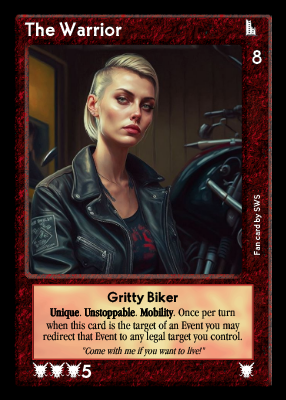 The Warrior
8
Fan card by SWS
Gritty Biker
Unique. Unstoppable. Mobility. Once per turn
when this card is the target of an Event you may
redirect that Event to any legal target you control.
"Come with me if you want to live!"
5